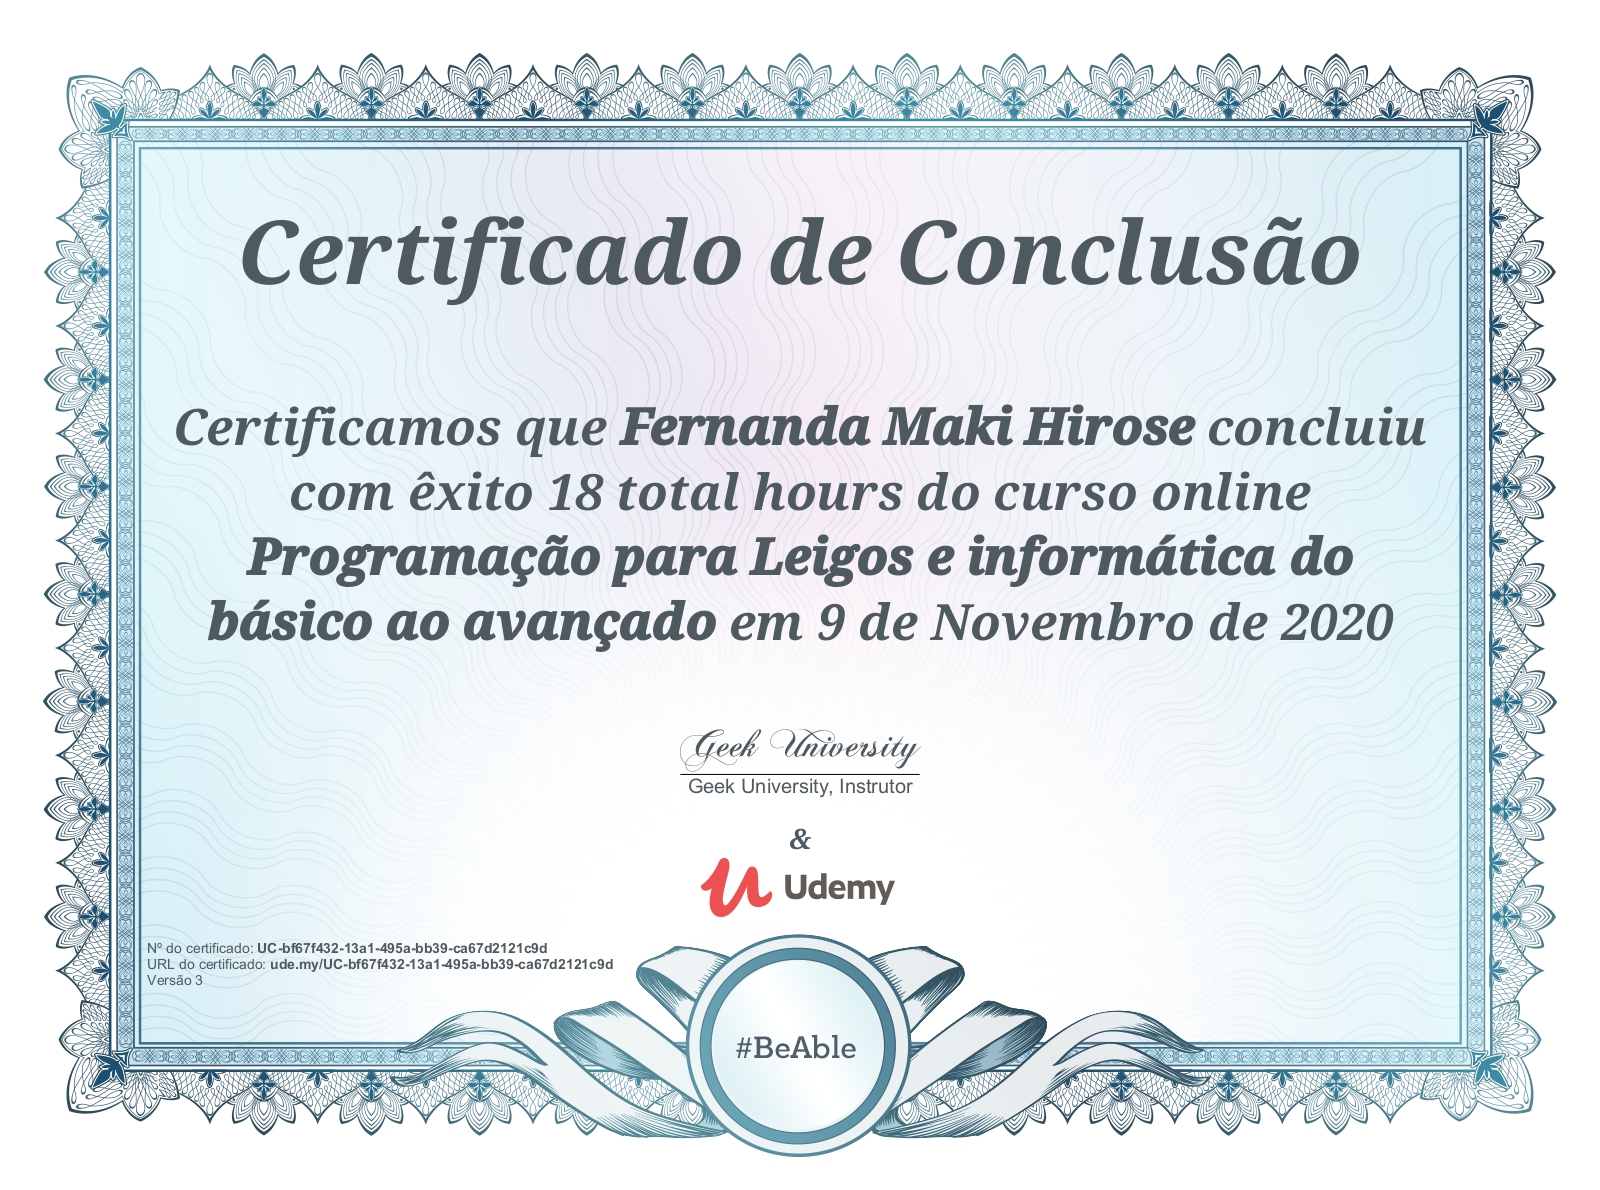 Certificado de Conclusão
Certificamos que Fernanda Maki Hirose concluiu
com êxito 18 total hours do curso online
Programação para Leigos e informática do
básico ao avançado em 9 de Novembro de 2020
Geek University
Geek University, Instrutor
&
Udemy
Nº do certificado: UC-bf67f432-13a1-495a-bb39-ca67d2121c9d
URL do certificado: ude.my/UC-bf67f432-13a1-495a-bb39-ca67d2121c9d
Versão 3
#BeAble